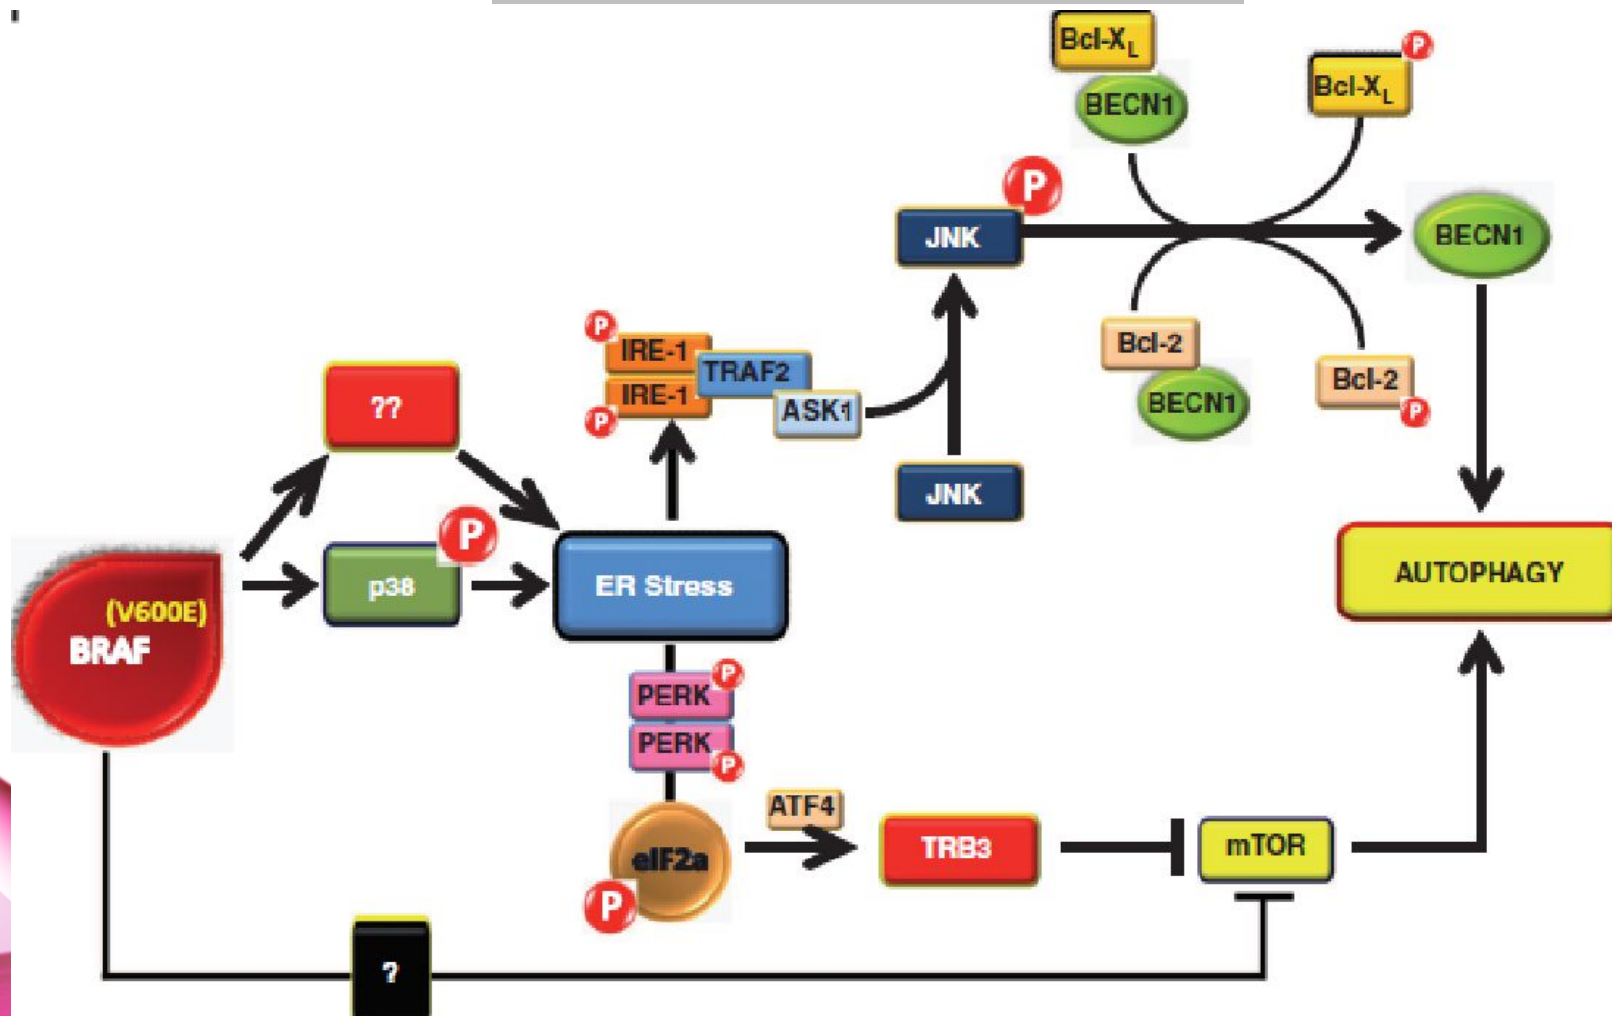 Bcl-XL
BECN1
P
Bcl-XL
P
JNK
BECN1
P
IRE-1
IRE-1
P
TRAF2
ASK1
Bcl-2
BECN1
Bcl-2
P
??
JNK
P
p38
ER Stress
AUTOPHAGY
(V600E)
BRAF
PERK
P
PERK
P
ATF4
eIF2a
P
TRB3
mTOR
?